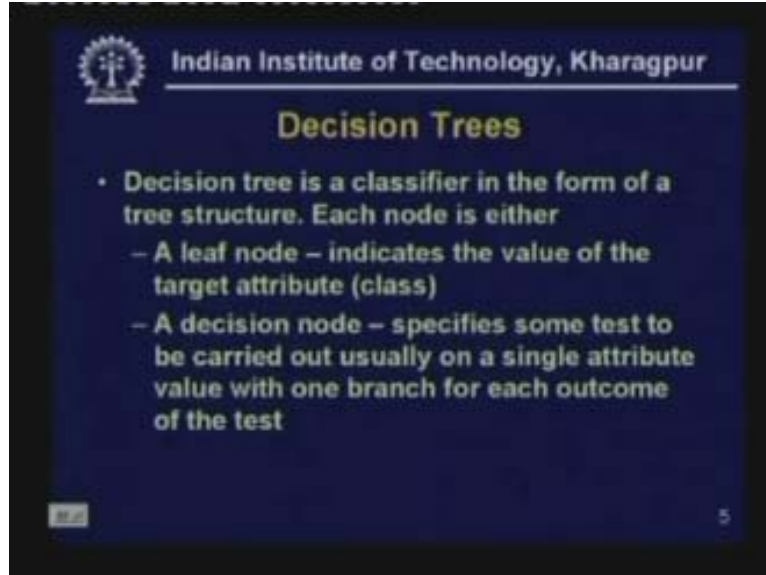 Indian Institute of Technology, Kharagpur
Decision Trees
• Decision tree is a classifier in the form of a
tree structure. Each node is either
– A leaf node – indicates the value of the
target attribute (class)
– A decision node – specifies some test to
be carried out usually on a single attribute
value with one branch for each outcome
of the test
5